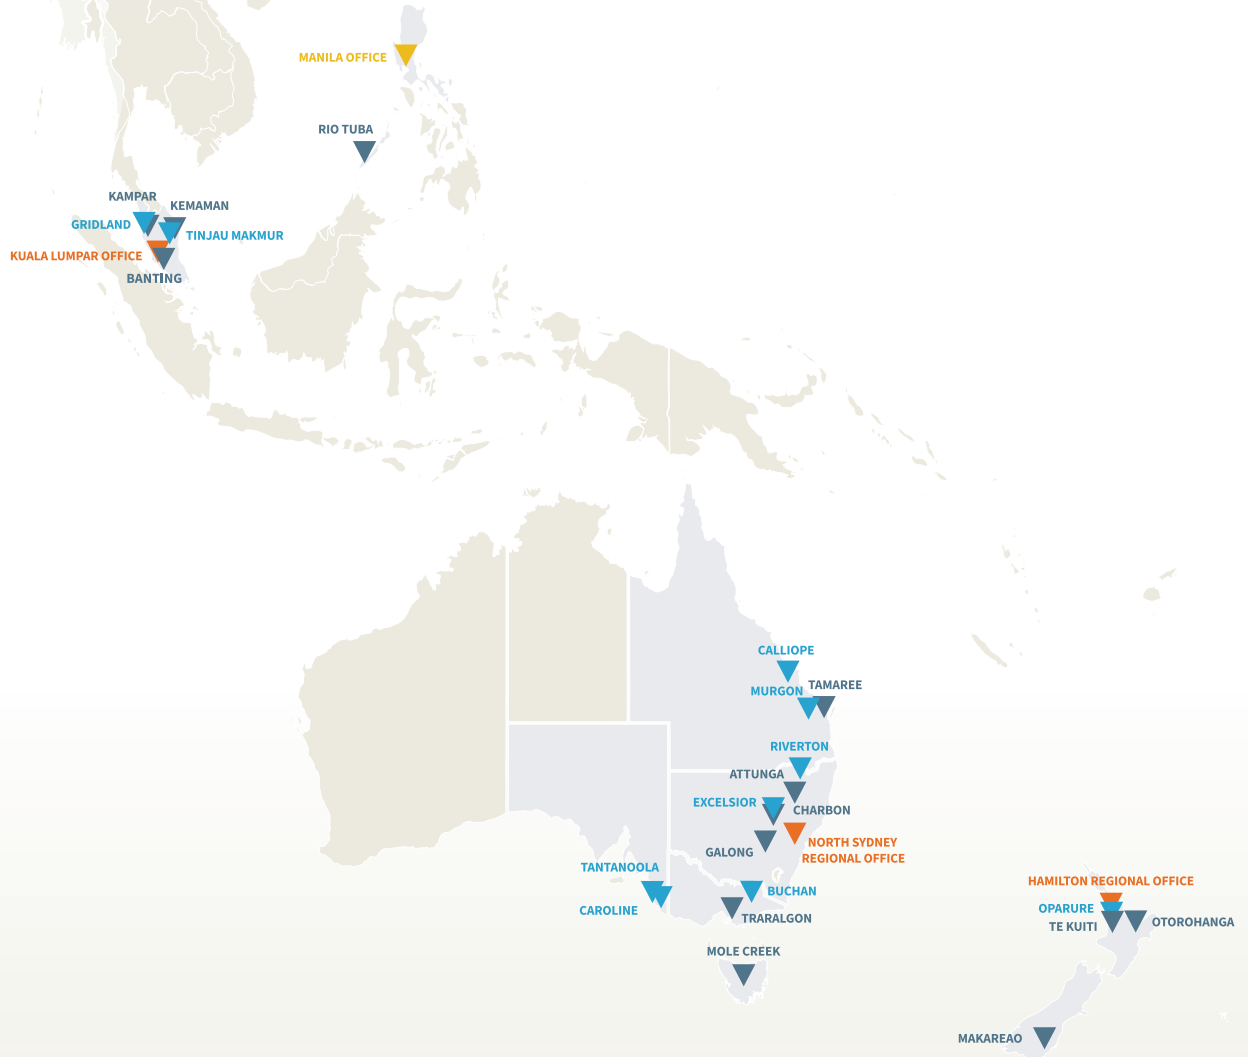 MANILA OFFICE
RIO TUBA
KAMPAR
KEMAMAN
GRIDLAND
TINJAU MAKMUR
KUALA LUMPAR OFFICE
BANTING
CALLIOPE
TAMAREE
MURGON
RIVERTON
ATTUNGA
EXCELSIOR
CHARBON
NORTH SYDNEY
REGIONAL OFFICE
GALONG
TANTANOOLA
CAROLINE
BUCHAN
TRARALGON
MOLE CREEK
HAMILTON REGIONAL OFFICE
OPARURE
TE KUITI
OTOROHANGA
MAKAREAO